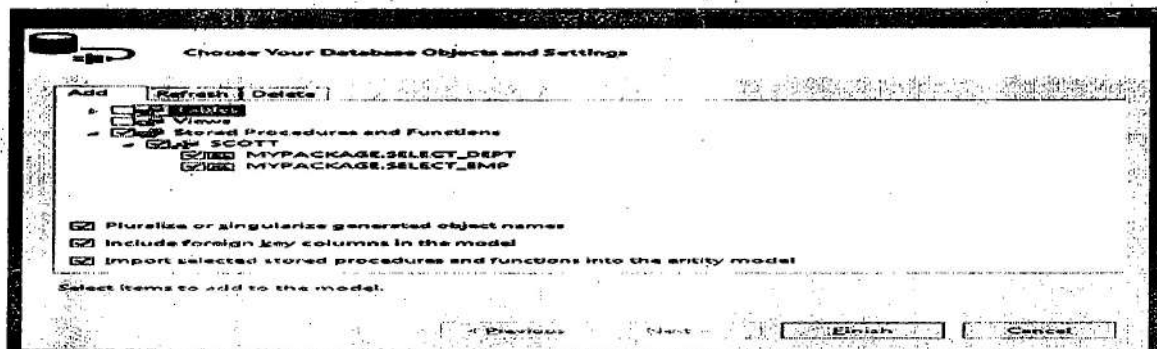 Choose Your Database Objects and Settings
Add Refresh Delete
Tables
Views
Stored Procedures and Functions
SCOTT
MYPACKAGE.SELECT_DEPT
MYPACKAGE.SELECT_EMP
Pluralize or singularize generated object names
Include foreign key columns in the model
Import selected stored procedures and functions into the entity model
Select items to add to the model.
< Previous Next Finish Cancel